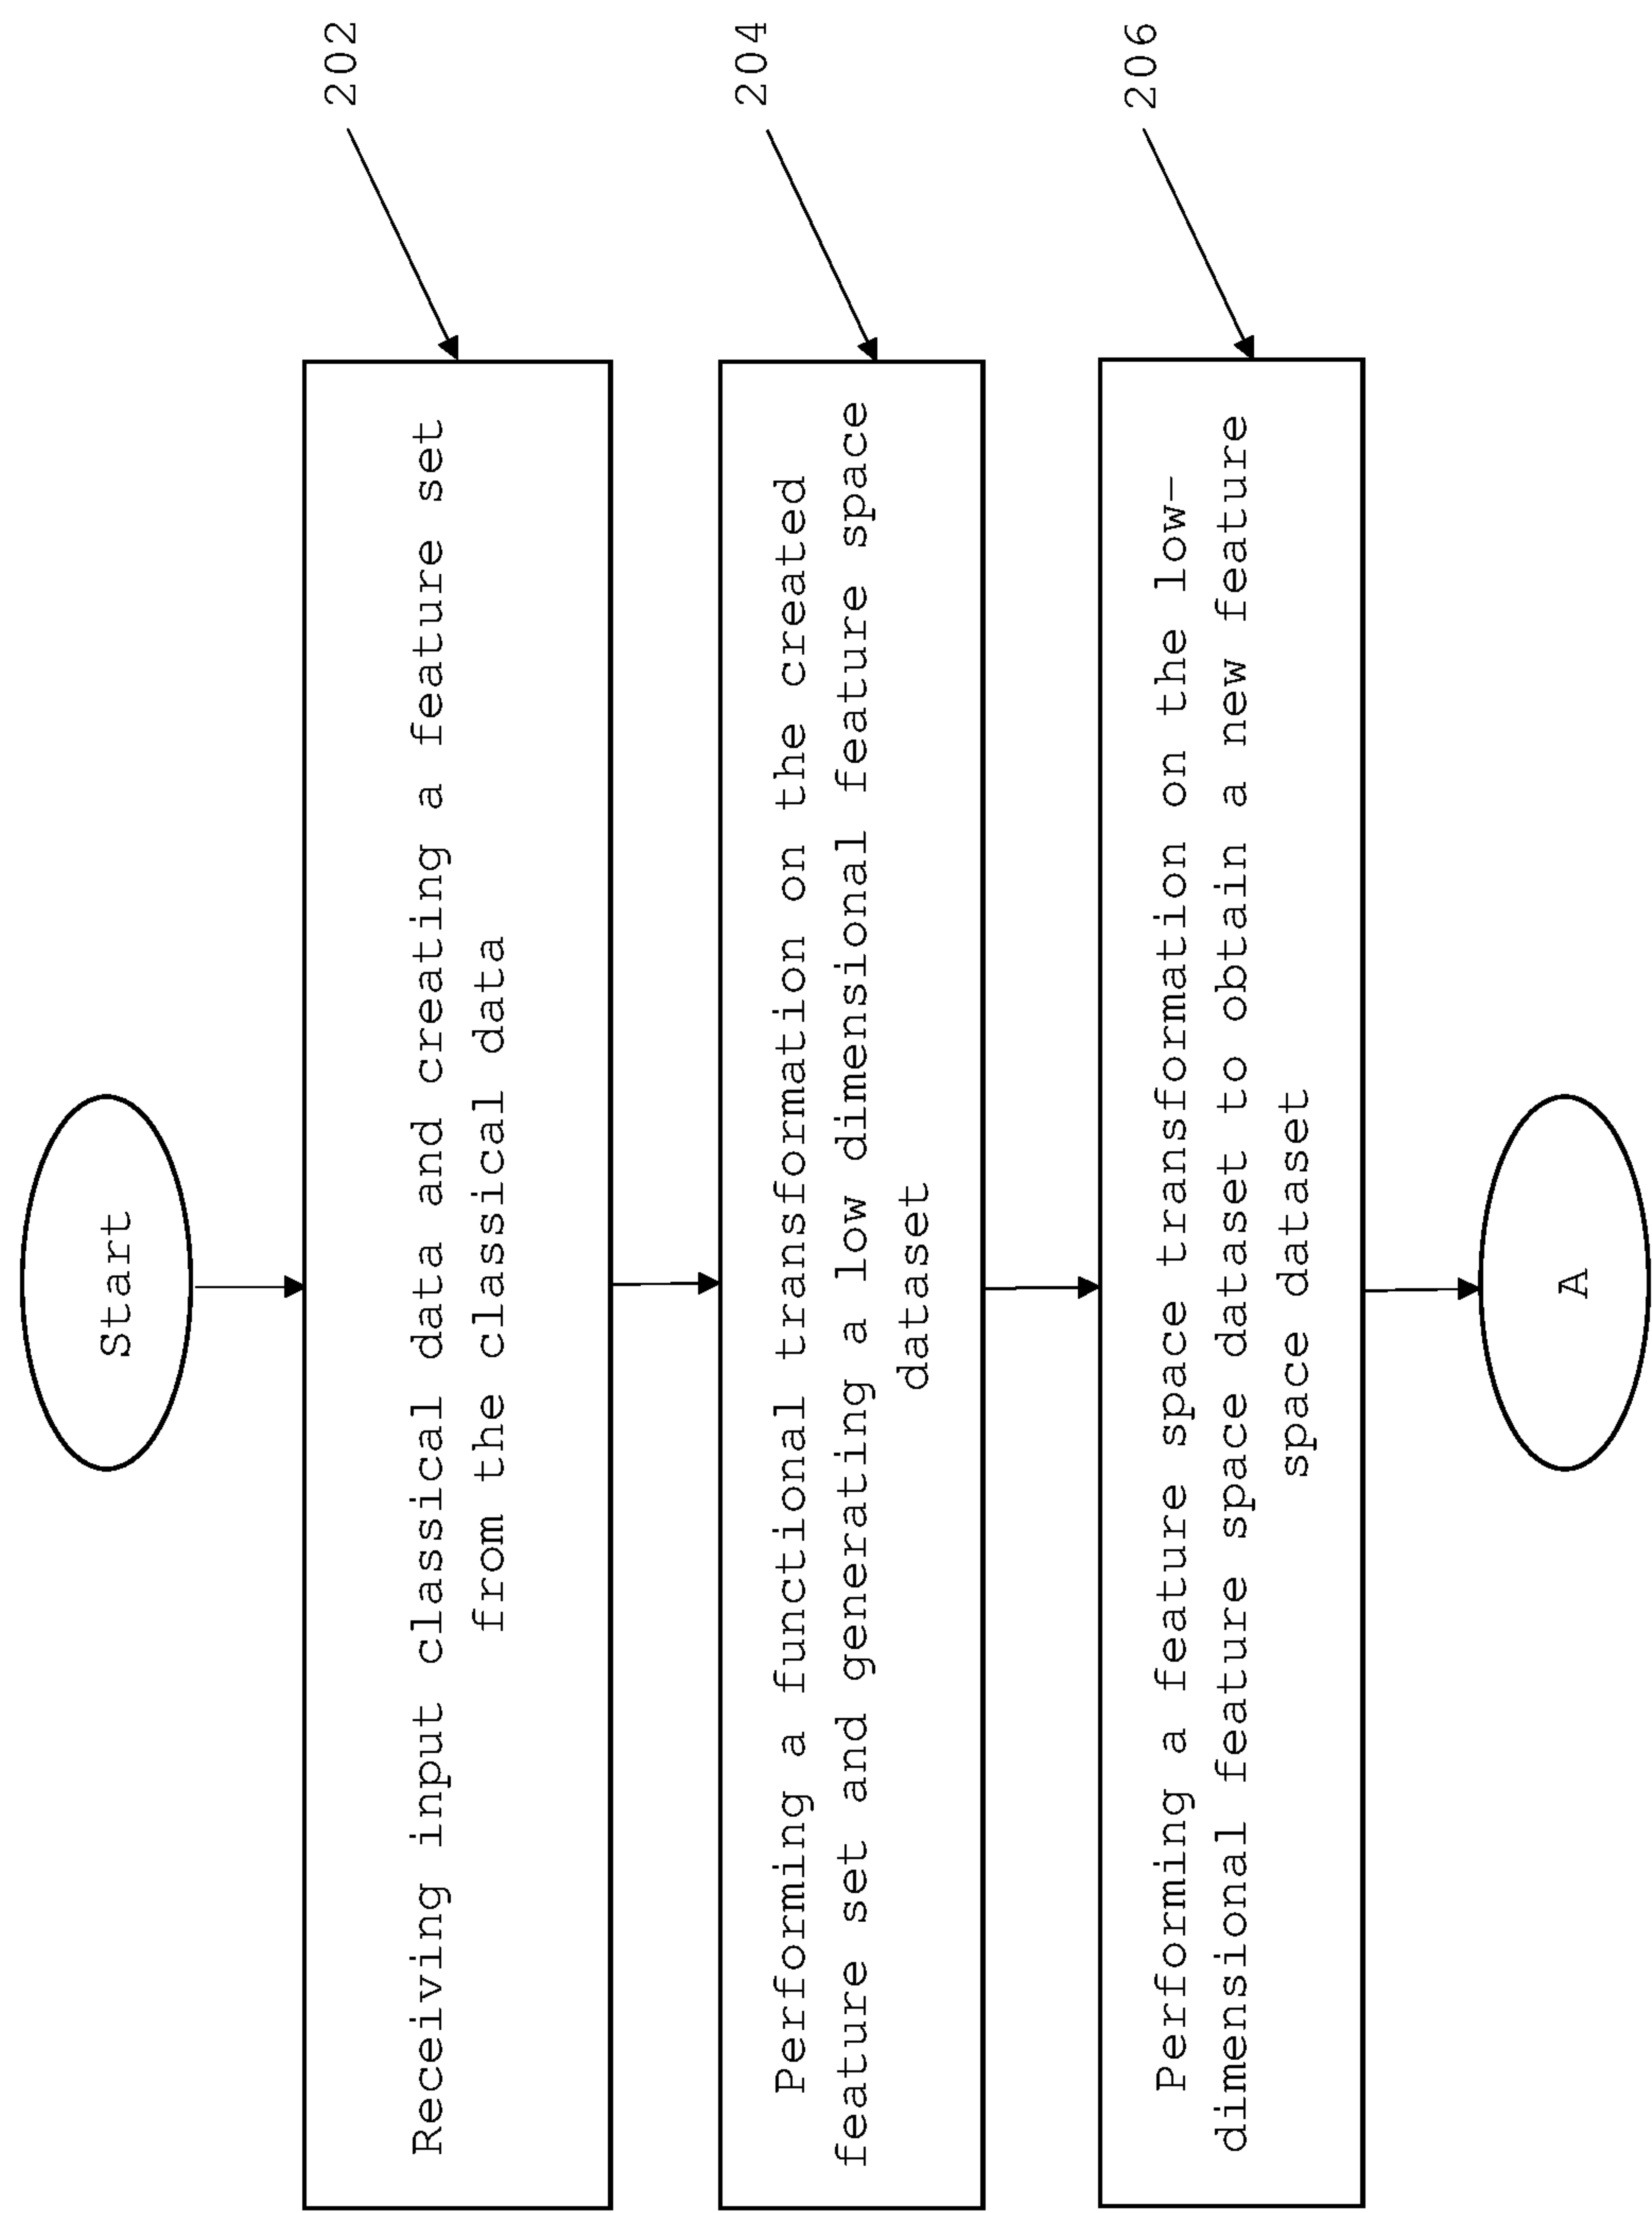 Start
202
Receiving input classical data and creating a feature set
from the classical data
204
Performing a functional transformation on the created
feature set and generating a low dimensional feature space
dataset
206
Performing a feature space transformation on the low-
dimensional feature space dataset to obtain a new feature
space dataset
A